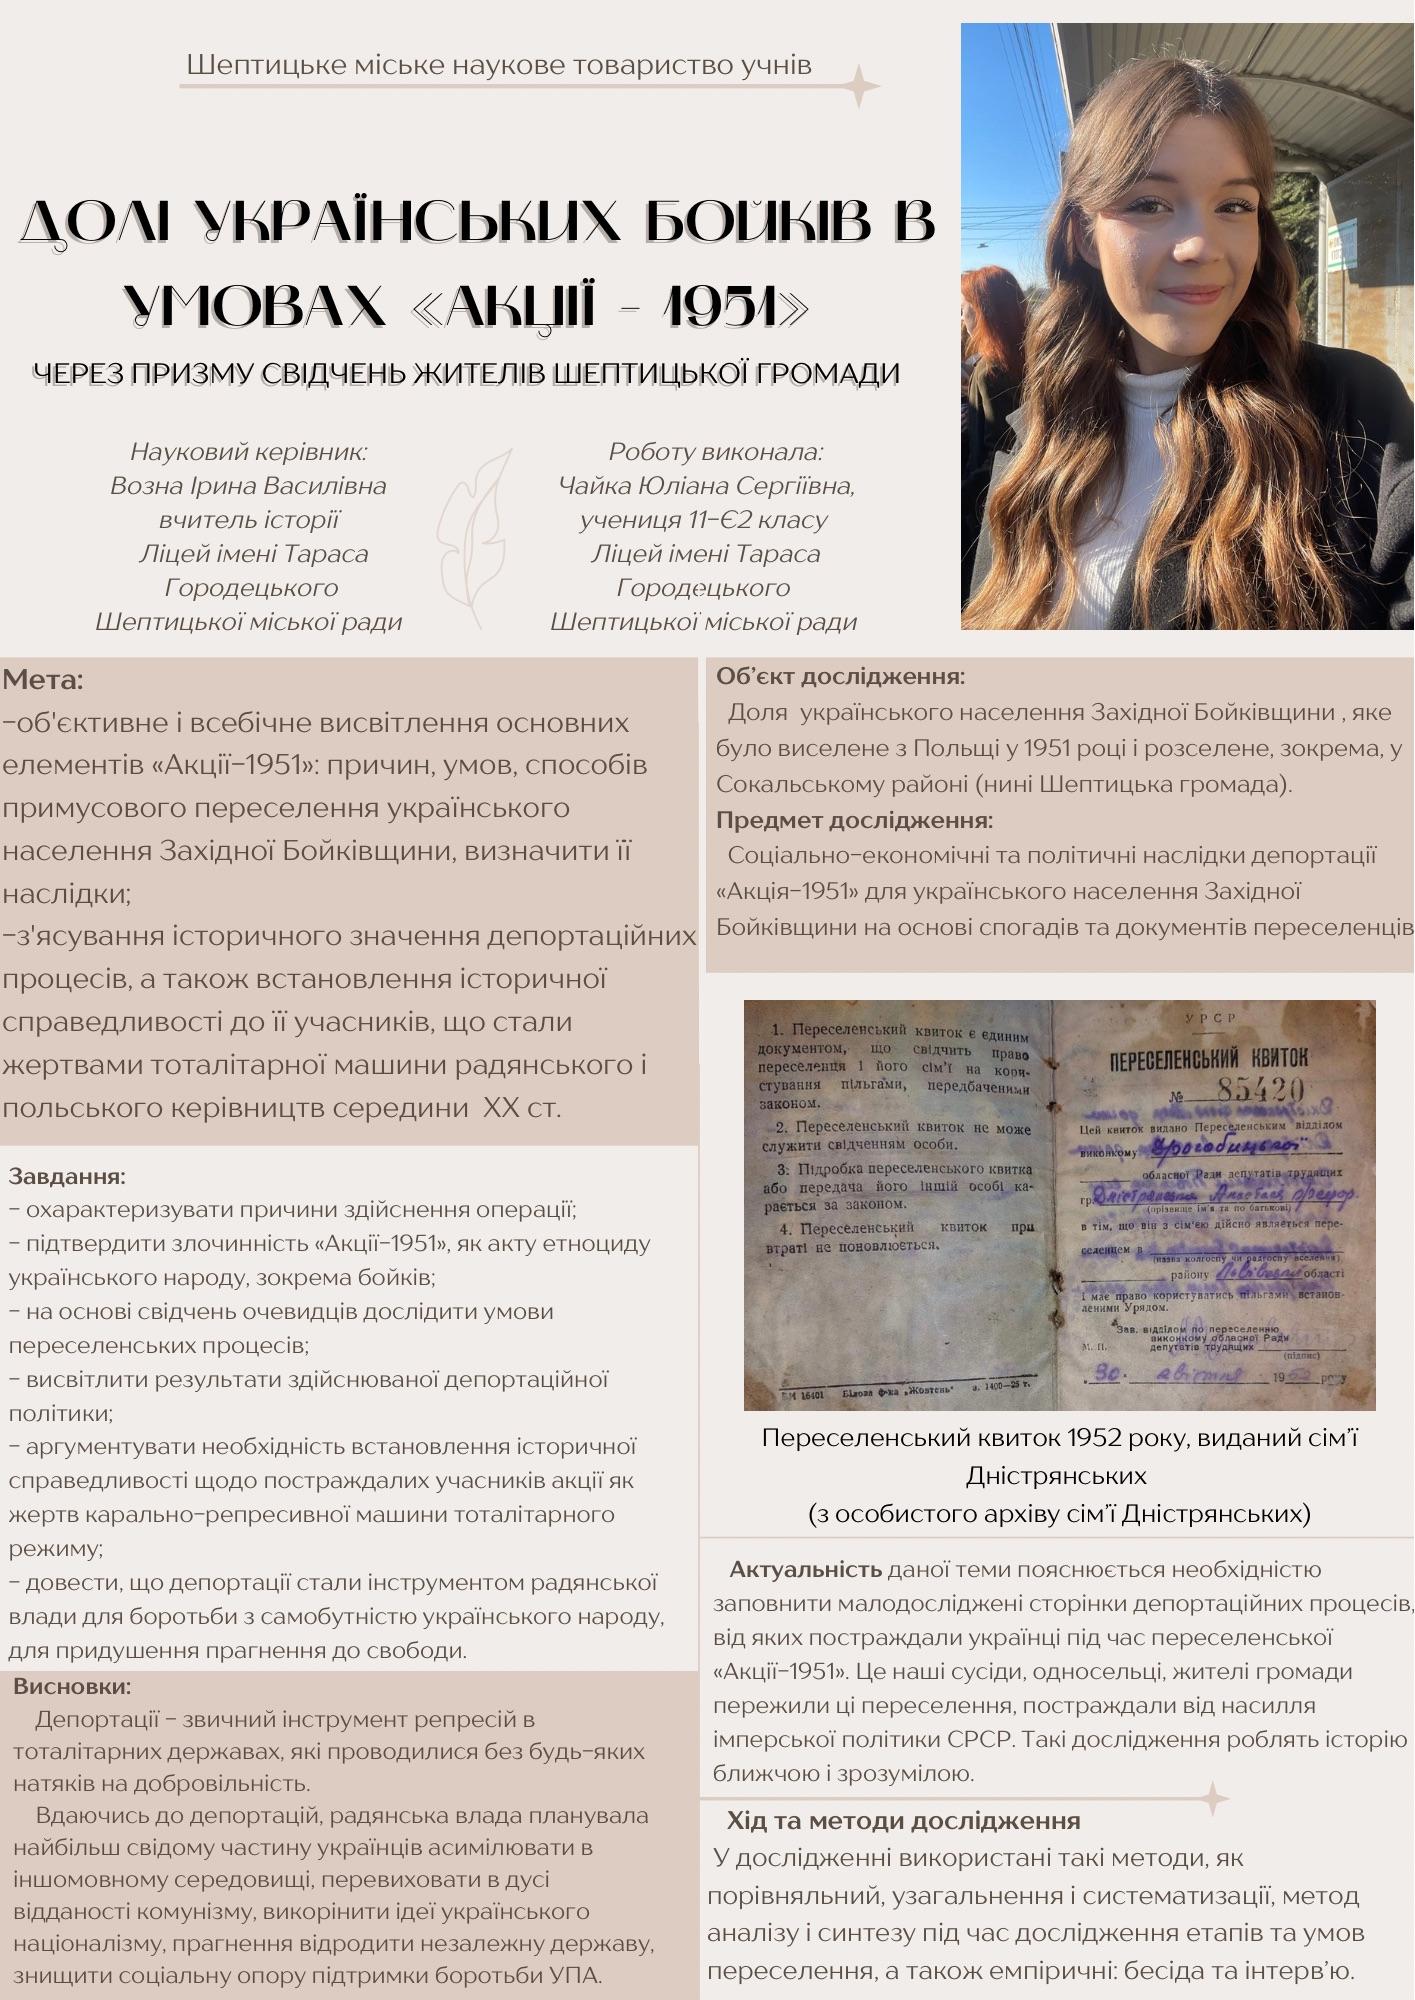 Шептицьке міське наукове товариство учнів
ДОЛІ УКРАЇНСЬКИХ БОЙКІВ В
УМОВАХ «АКЦІЇ - 1951»
ЧЕРЕЗ ПРИЗМУ СВІДЧЕНЬ ЖИТЕЛІВ ШЕПТИЦЬКОЇ ГРОМАДИ
Науковий керівник:
Возна Ірина Василівна
вчитель історії
Ліцей імені Тараса
Городецького
Шептицької міської ради
Роботу виконала:
Чайка Юліана Сергіївна,
учениця 11-Є2 класу
Ліцей імені Тараса
Городецького
Шептицької міської ради
Мета:
-об'єктивне і всебічне висвітлення основних
елементів «Акції-1951»: причин, умов, способів
примусового переселення українського
населення Західної Бойківщини, визначити її
наслідки;
-з'ясування історичного значення депортаційних
процесів, а також встановлення історичної
справедливості до її учасників, що стали
жертвами тоталітарної машини радянського і
польського керівництв середини  ХХ ст.
Завдання:
- охарактеризувати причини здійснення операції;
- підтвердити злочинність «Акції-1951», як акту етноциду
українського народу, зокрема бойків;
- на основі свідчень очевидців дослідити умови
переселенських процесів;
- висвітлити результати здійснюваної депортаційної
політики;
- аргументувати необхідність встановлення історичної
справедливості щодо постраждалих учасників акції як
жертв карально-репресивної машини тоталітарного
режиму;
- довести, що депортації стали інструментом радянської
влади для боротьби з самобутністю українського народу,
для придушення прагнення до свободи.
Висновки:
Депортації - звичний інструмент репресій в
тоталітарних державах, які проводилися без будь-яких
натяків на добровільність.
Вдаючись до депортацій, радянська влада планувала
найбільш свідому частину українців асимілювати в
іншомовному середовищі, перевиховати в дусі
відданості комунізму, викорінити ідеї українського
націоналізму, прагнення відродити незалежну державу,
знищити соціальну опору підтримки боротьби УПА.
Об’єкт дослідження:
Доля  українського населення Західної Бойківщини , яке
було виселене з Польщі у 1951 році і розселене, зокрема, у
Сокальському районі (нині Шептицька громада).
Предмет дослідження:
Соціально-економічні та політичні наслідки депортації
«Акція-1951» для українського населення Західної
Бойківщини на основі спогадів та документів переселенців
1. Переселенський квиток є єдиним
документом, що свідчить право
переселенця і його сім’ї на кори-
стування пільгами, передбаченими
законом.
2. Переселенський квиток не може
служити свідченням особи.
3. Підробка переселенського квитка
або передача його іншій особі ка-
рається за законом.
4. Переселенський квиток при
втраті не поновлюється.
16401 Білова ф-ка „Жовтень“ з. 1400—25 т.
УРСР
ПЕРЕСЕЛЕНСЬКИЙ КВИТОК
№ 85420
Цей квиток видано Переселенським відділом
виконкому Дрогобицької
обласної Ради депутатів трудящих
гр. Дністрянська Анастасія Федор.
(прізвище ім’я та по батькові)
в тім, що він з сім’єю дійсно являється пере-
селенцем в
(назва колгоспу чи радгоспу вселення)
району Львівської області
і має право користуватись пільгами встанов-
леними Урядом.
Зав. відділом по переселенню
виконкому обласної Ради
М. П. депутатів трудящих
(підпис)
„30“ квітня 1952 року
Переселенський квиток 1952 року, виданий сім’ї
Дністрянських
(з особистого архіву сім’ї Дністрянських)
Актуальність даної теми пояснюється необхідністю
заповнити малодосліджені сторінки депортаційних процесів,
від яких постраждали українці під час переселенської
«Акції-1951». Це наші сусіди, односельці, жителі громади
пережили ці переселення, постраждали від насилля
імперської політики СРСР. Такі дослідження роблять історію
ближчою і зрозумілою.
Хід та методи дослідження
У дослідженні використані такі методи, як
порівняльний, узагальнення і систематизації, метод
аналізу і синтезу під час дослідження етапів та умов
переселення, а також емпіричні: бесіда та інтерв’ю.